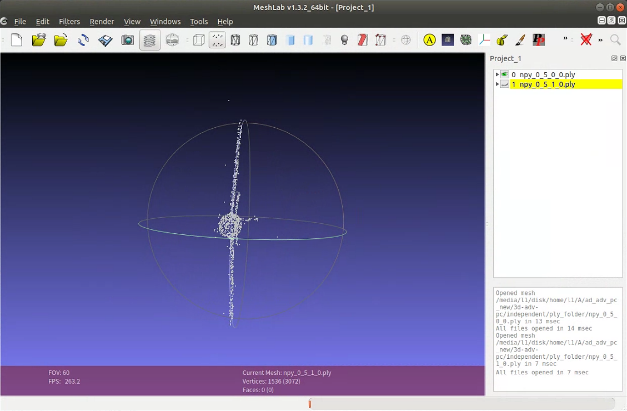 MeshLab v1.3.2_64bit - [Project_1]
File Edit Filters Render View Windows Tools Help
A
»
»
Project_1
0 npy_0_5_0_0.ply
1 npy_0_5_1_0.ply
Opened mesh
/media/li/disk/home/li/A/ad_adv_pc
_new/3d-adv-
pc/independent/ply_folder/npy_0_5_
0_0.ply in 13 msec
All files opened in 14 msec
Opened mesh
/media/li/disk/home/li/A/ad_adv_pc
_new/3d-adv-
pc/independent/ply_folder/npy_0_5_
1_0.ply in 7 msec
All files opened in 7 msec
FOV: 60
FPS: 263.2
Current Mesh: npy_0_5_1_0.ply
Vertices: 1536 (3072)
Faces: 0 (0)